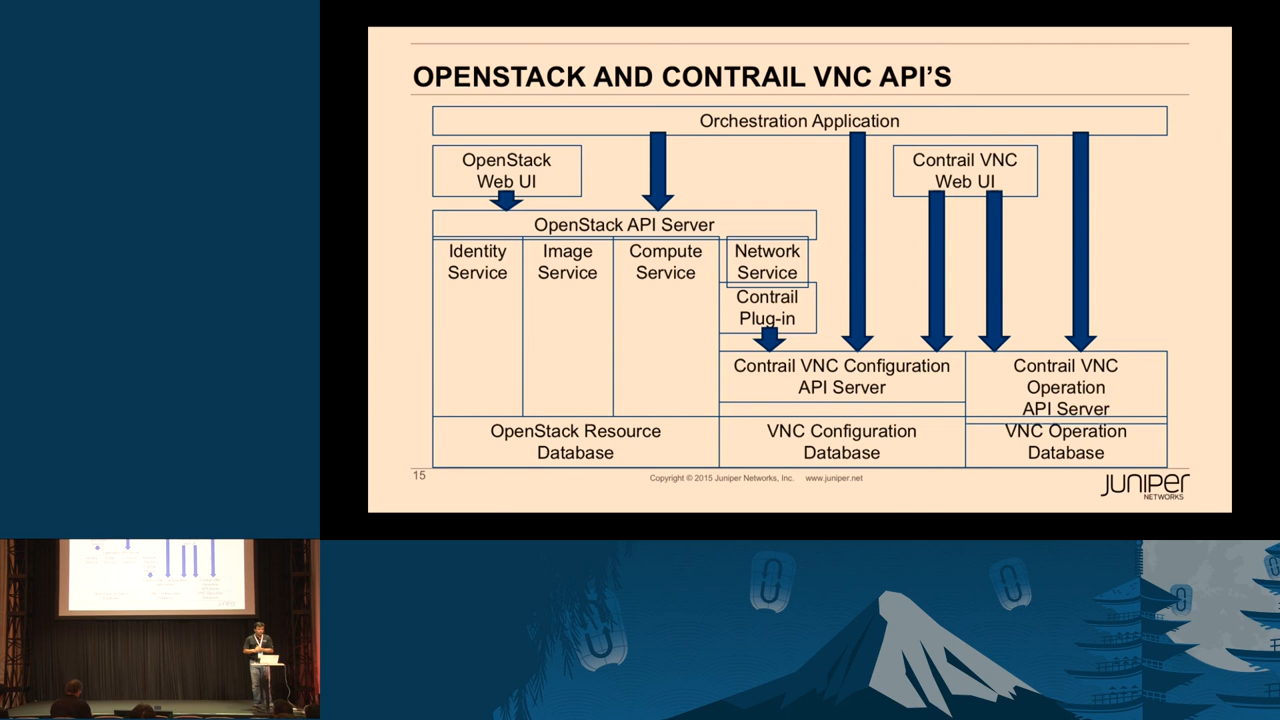 OPENSTACK AND CONTRAIL VNC API'S
Orchestration Application
OpenStack
Web UI
Contrail VNC
Web UI
OpenStack API Server
Identity
Service
Image
Service
Compute
Service
Network
Service
Contrail
Plug-in
Contrail VNC Configuration
API Server
Contrail VNC
Operation
API Server
OpenStack Resource
Database
VNC Configuration
Database
VNC Operation
Database
15
Copyright © 2015 Juniper Networks, Inc. www.juniper.net
JUNIPER
NETWORKS